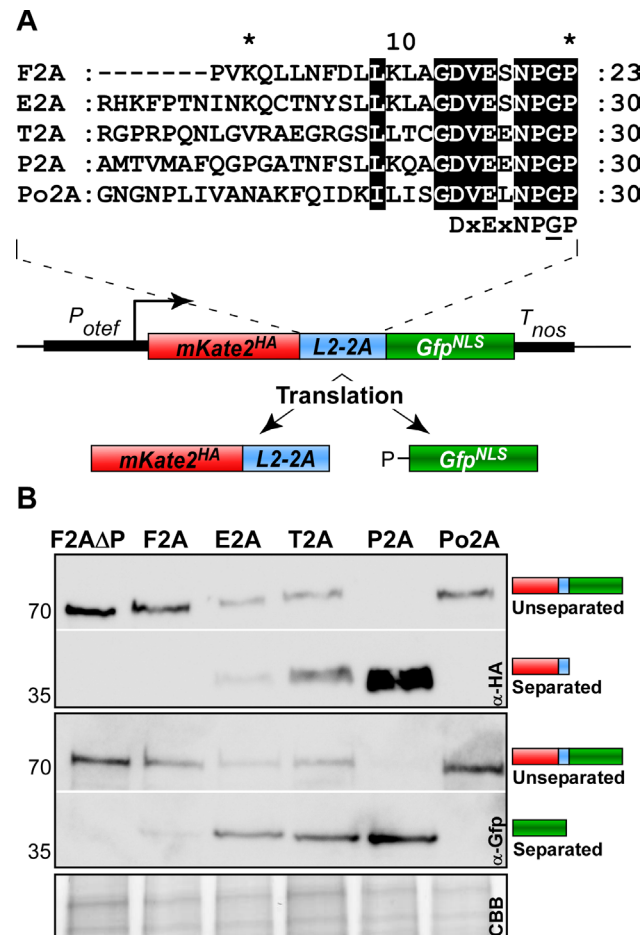 A
* 10 *
F2A :-------PVKQLLNFDLLKLAGDVESNPGP :23
E2A :RHKFPTNINKQCTNYSLLKLAGDVESNPGP :30
T2A :RGPRPQNLGVRAEGRGSLLTCGDVEENPGP :30
P2A :AMTVMAFQGPGATNFSLLKQAGDVEENPGP :30
Po2A:GNGNPLIVANAKFQIDKILISGDVELNPGP :30
DxExNPGP
Potef Tnos
mKate2HA L2-2A GfpNLS
Translation
mKate2HA L2-2A P GfpNLS
B
F2AΔP F2A E2A T2A P2A Po2A
70 Unseparated
35 α-HA Separated
70 Unseparated
35 α-Gfp Separated
CBB